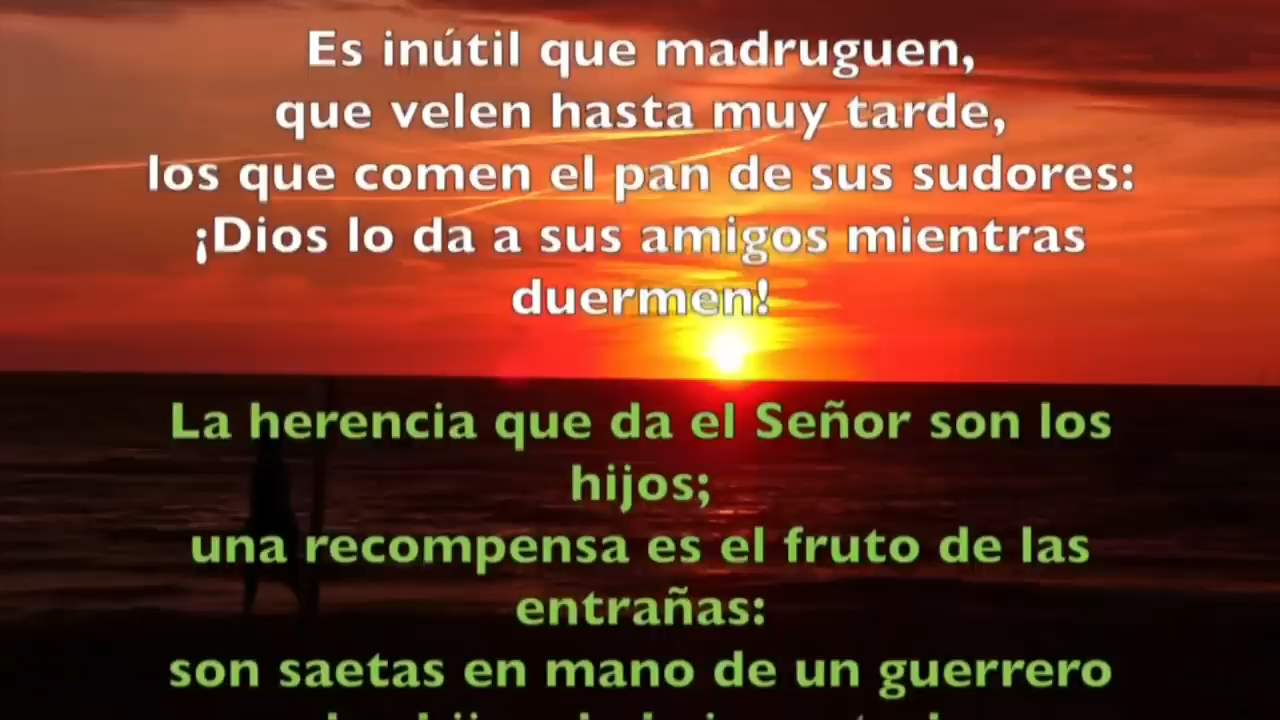 Es inútil que madruguen,
que velen hasta muy tarde,
los que comen el pan de sus sudores:
¡Dios lo da a sus amigos mientras
duermen!
La herencia que da el Señor son los
hijos;
una recompensa es el fruto de las
entrañas:
son saetas en mano de un guerrero